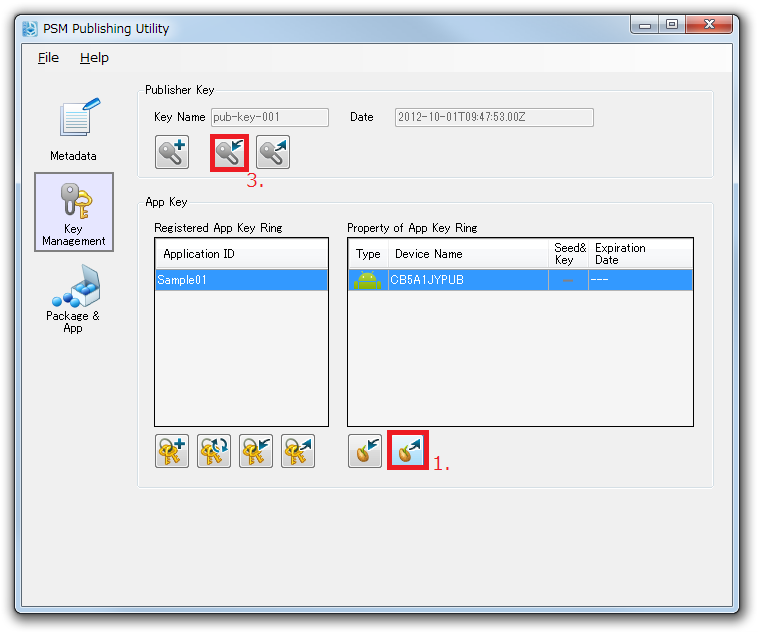 PSM Publishing Utility
File Help
Metadata
Key
Management
Package &
App
Publisher Key
Key Name pub-key-001 Date 2012-10-01T09:47:53.00Z
3.
App Key
Registered App Key Ring
Application ID
Sample01
Property of App Key Ring
Type Device Name Seed& Key Expiration Date
CB5A1JYPUB --- ---
1.